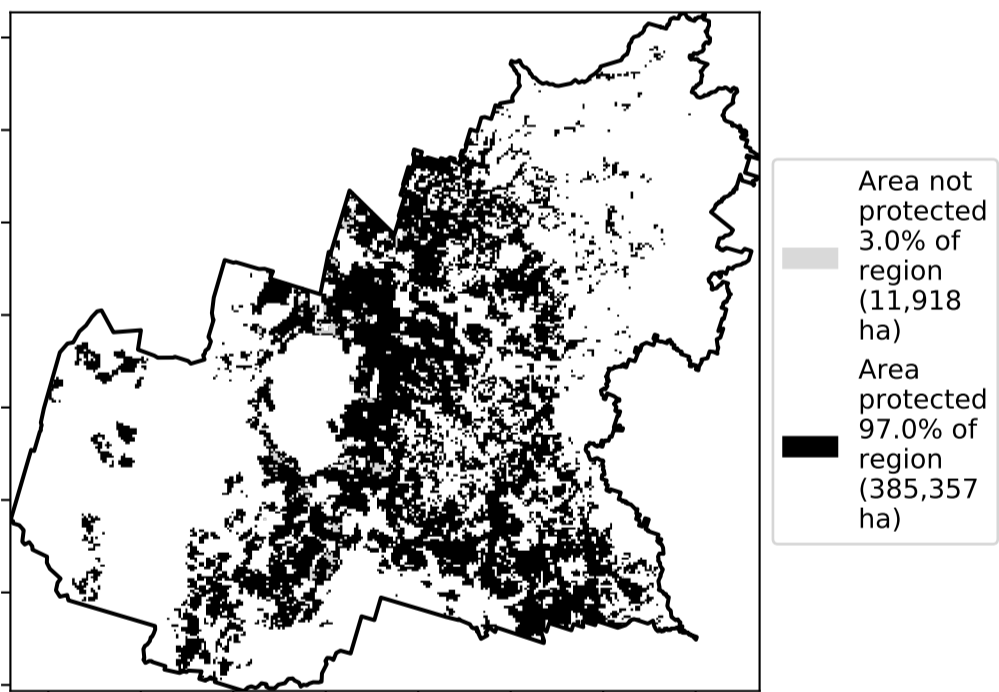 Area not
protected
3.0% of
region
(11,918
ha)
Area
protected
97.0% of
region
(385,357
ha)